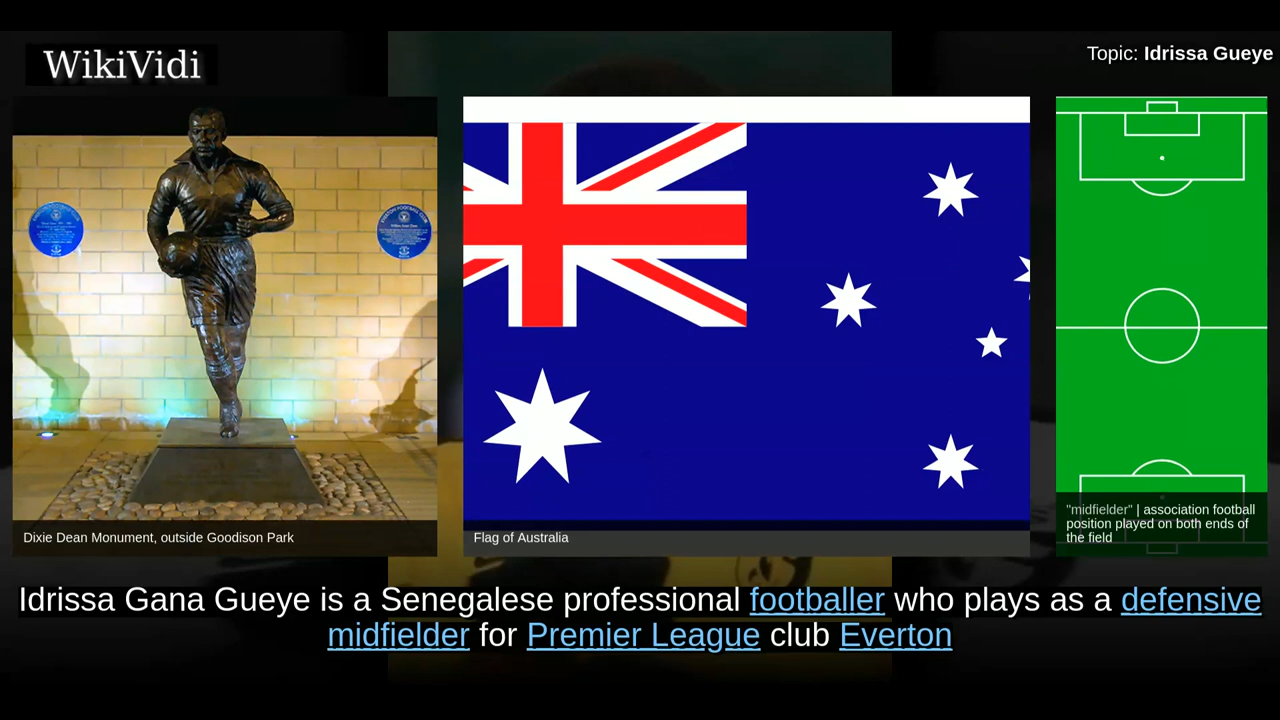 WikiVidi
Topic: Idrissa Gueye
Dixie Dean Monument, outside Goodison Park
Flag of Australia
"midfielder" | association football
position played on both ends of
the field
Idrissa Gana Gueye is a Senegalese professional footballer who plays as a defensive
midfielder for Premier League club Everton